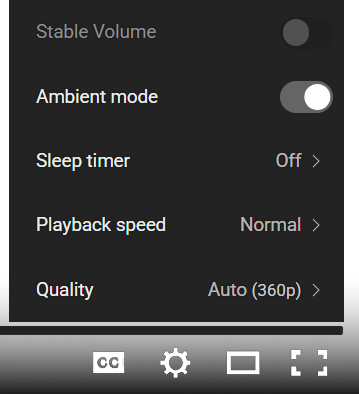 Stable Volume
Ambient mode
Sleep timer Off
Playback speed Normal
Quality Auto (360p)
CC